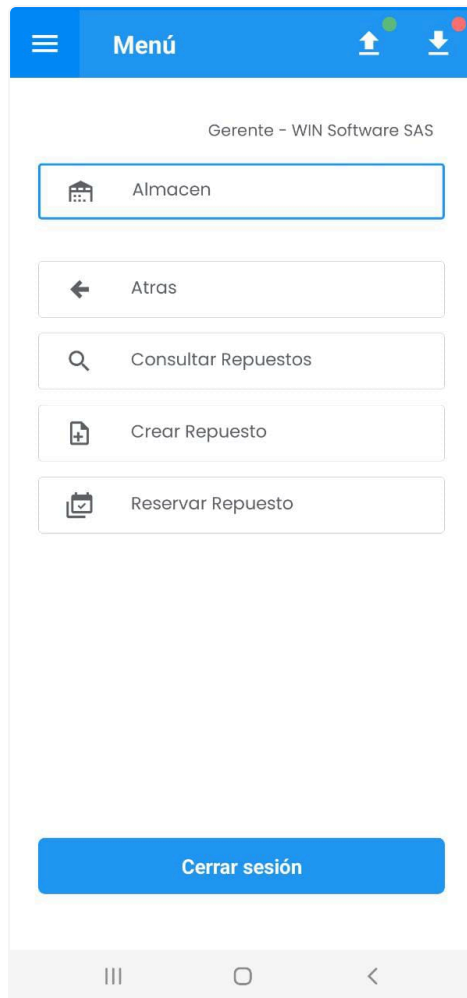 Menú
Gerente - WIN Software SAS
Almacen
Atras
Consultar Repuestos
Crear Repuesto
Reservar Repuesto
Cerrar sesión